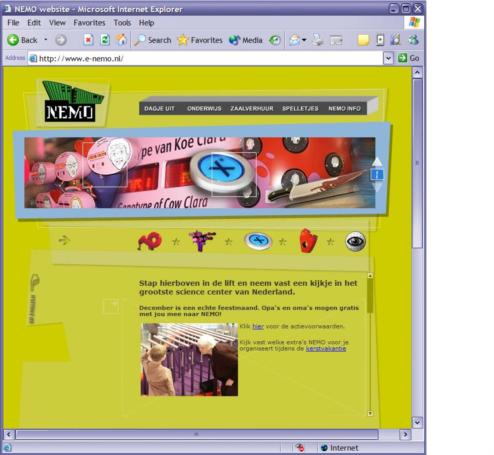 NEMO website - Microsoft Internet Explorer
File Edit View Favorites Tools Help
Back Search Favorites Media
Address http://www.e-nemo.nl/ Go
NEMO
DAGJE UIT ONDERWIJS ZAALVERHUUR SPELLETJES NEMO INFO
ype van Koe Clara
Genotype of Cow Clara
Stap hierboven in de lift en neem vast een kijkje in het
grootste science center van Nederland.
December is een echte feestmaand. Opa's en oma's mogen gratis
met jou mee naar NEMO!
Klik hier voor de actievoorwaarden.
Kijk vast welke extra's NEMO voor je
organiseert tijdens de kerstvakantie
Internet